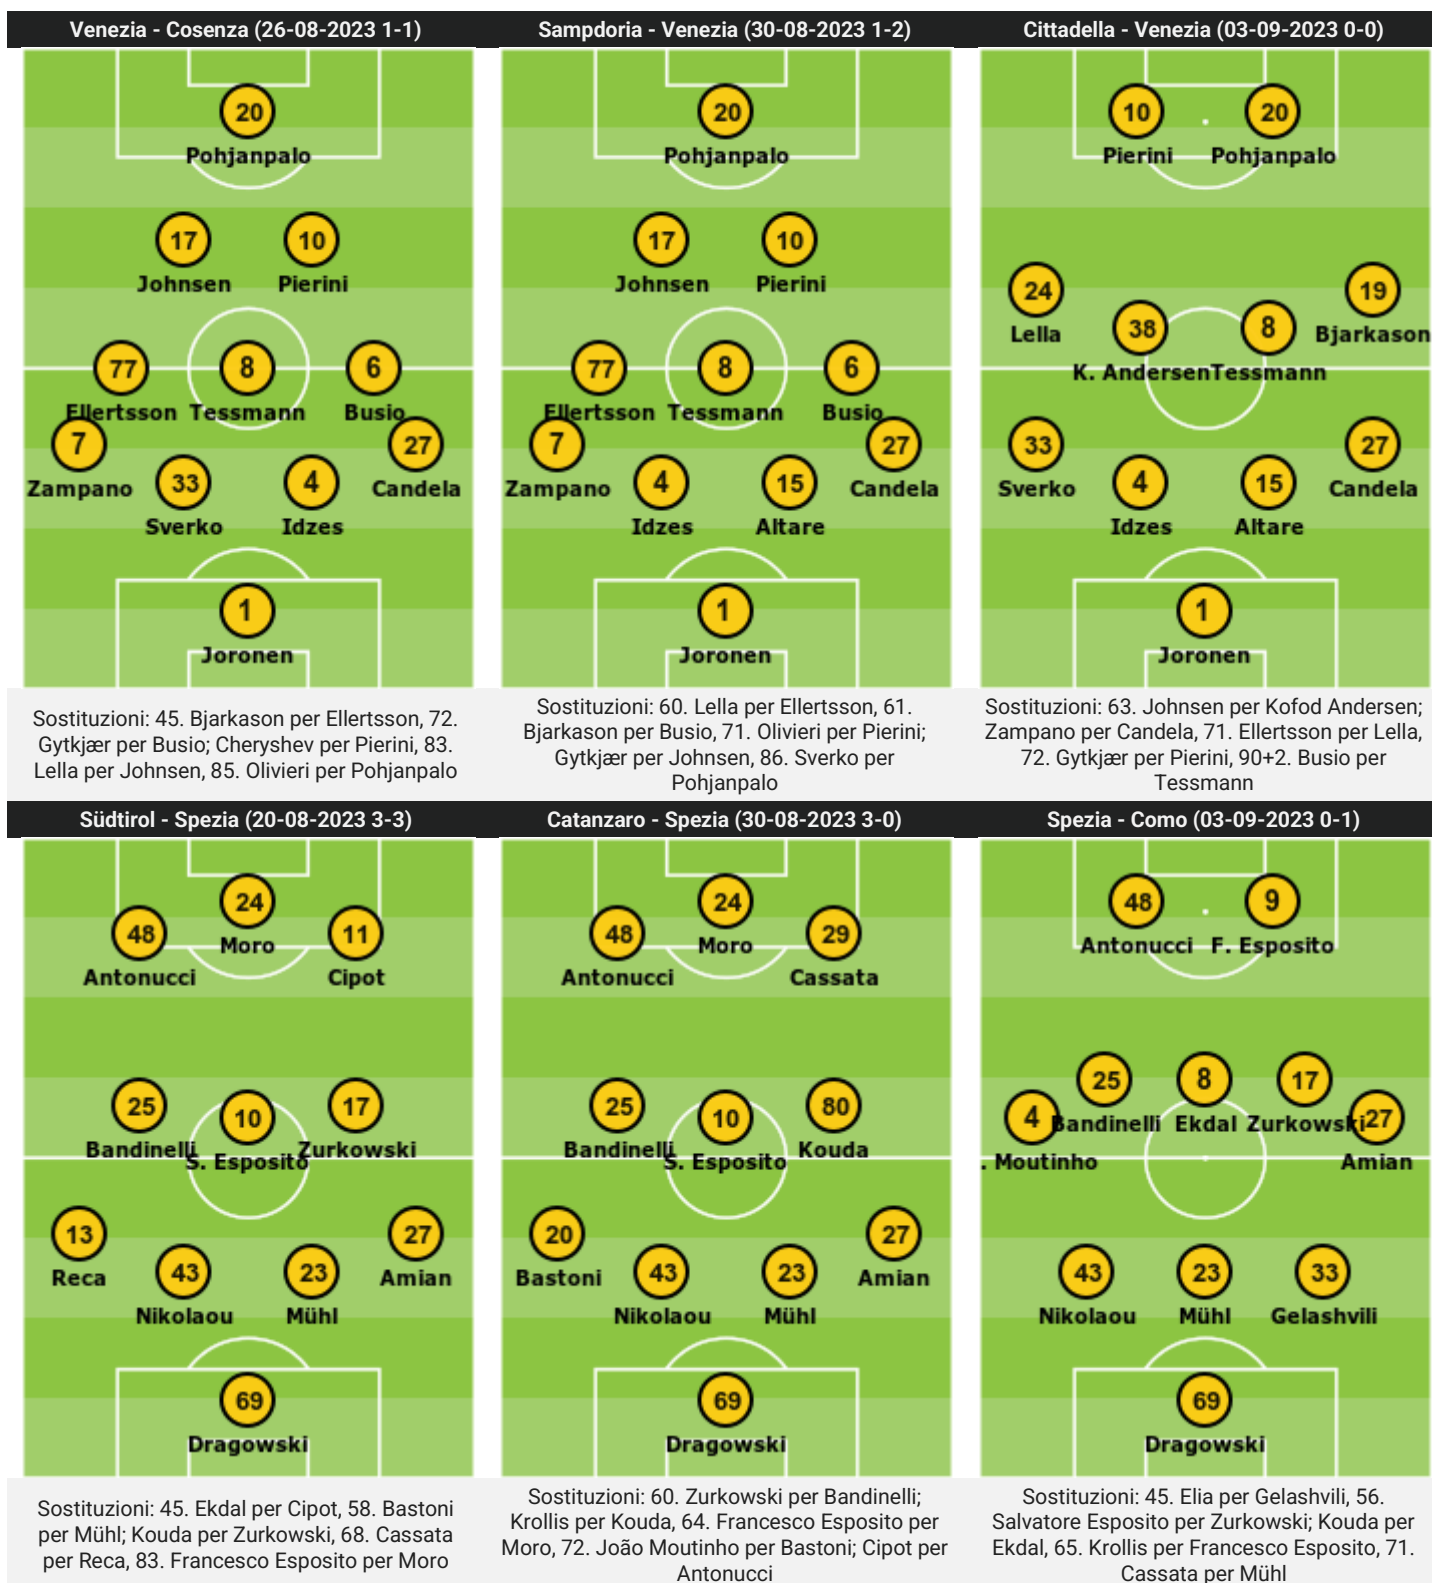 Venezia - Cosenza (26-08-2023 1-1)
20
Pohjanpalo
17 10
Johnsen Pierini
77 8 6
Ellertsson Tessmann Busio
7 27
Zampano Candela
33 4
Sverko Idzes
1
Joronen
Sostituzioni: 45. Bjarkason per Ellertsson, 72.
Gytkjær per Busio; Cheryshev per Pierini, 83.
Lella per Johnsen, 85. Olivieri per Pohjanpalo
Sampdoria - Venezia (30-08-2023 1-2)
20
Pohjanpalo
17 10
Johnsen Pierini
77 8 6
Ellertsson Tessmann Busio
7 27
Zampano Candela
4 15
Idzes Altare
1
Joronen
Sostituzioni: 60. Lella per Ellertsson, 61.
Bjarkason per Busio, 71. Olivieri per Pierini;
Gytkjær per Johnsen, 86. Sverko per
Pohjanpalo
Cittadella - Venezia (03-09-2023 0-0)
10 20
Pierini Pohjanpalo
24 19
Lella Bjarkason
38 8
K. Andersen Tessmann
33 27
Sverko Candela
4 15
Idzes Altare
1
Joronen
Sostituzioni: 63. Johnsen per Kofod Andersen;
Zampano per Candela, 71. Ellertsson per Lella,
72. Gytkjær per Pierini, 90+2. Busio per
Tessmann
Südtirol - Spezia (20-08-2023 3-3)
24
Moro
48 11
Antonucci Cipot
25 10 17
Bandinelli S. Esposito Zurkowski
13 27
Reca Amian
43 23
Nikolaou Mühl
69
Dragowski
Sostituzioni: 45. Ekdal per Cipot, 58. Bastoni
per Mühl; Kouda per Zurkowski, 68. Cassata
per Reca, 83. Francesco Esposito per Moro
Catanzaro - Spezia (30-08-2023 3-0)
24
Moro
48 29
Antonucci Cassata
25 10 80
Bandinelli S. Esposito Kouda
20 27
Bastoni Amian
43 23
Nikolaou Mühl
69
Dragowski
Sostituzioni: 60. Zurkowski per Bandinelli;
Krollis per Kouda, 64. Francesco Esposito per
Moro, 72. João Moutinho per Bastoni; Cipot per
Antonucci
Spezia - Como (03-09-2023 0-1)
48 9
Antonucci F. Esposito
25 8 17
Bandinelli Ekdal Zurkowski
4 27
. Moutinho Amian
43 23 33
Nikolaou Mühl Gelashvili
69
Dragowski
Sostituzioni: 45. Elia per Gelashvili, 56.
Salvatore Esposito per Zurkowski; Kouda per
Ekdal, 65. Krollis per Francesco Esposito, 71.
Cassata per Mühl